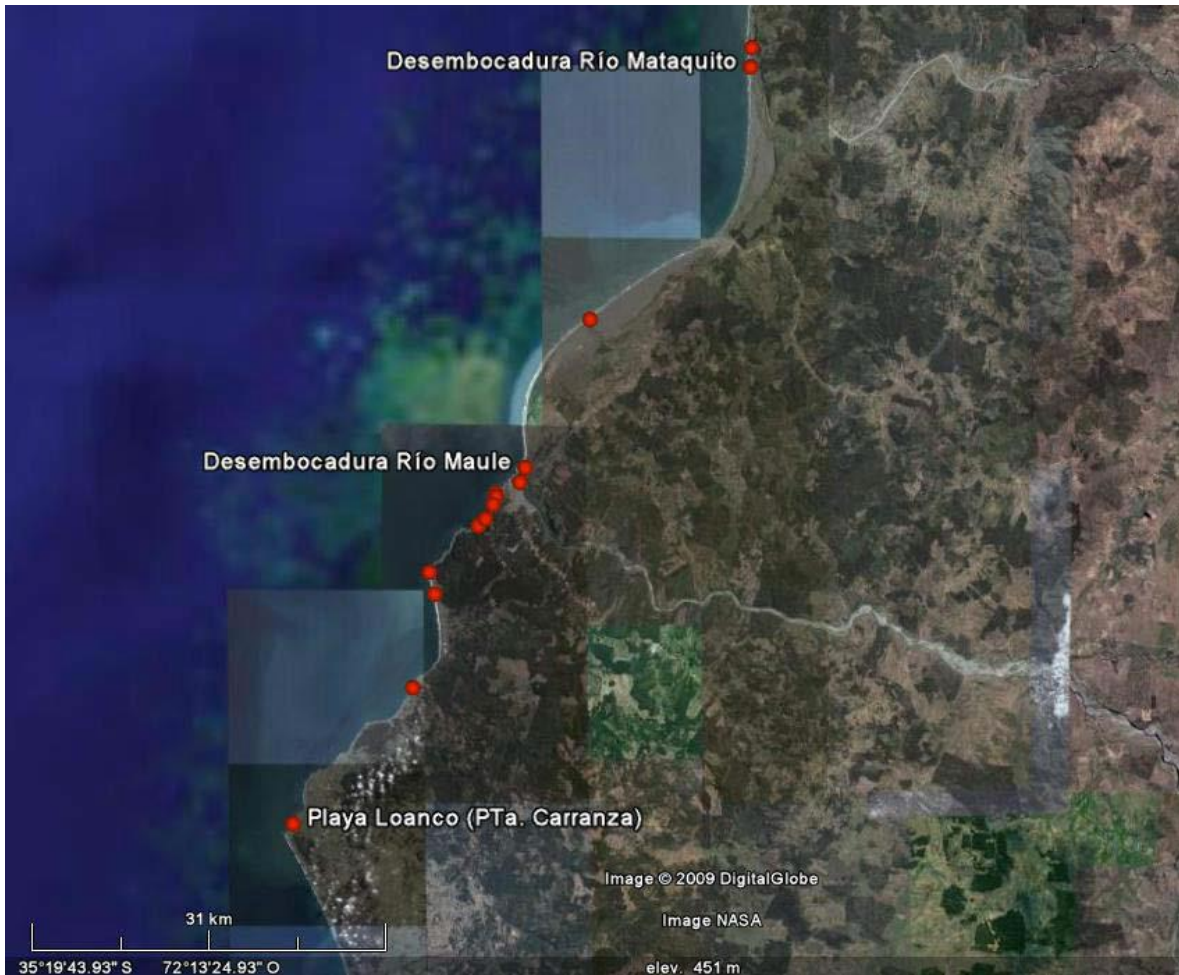 Desembocadura Río Mataquito
Desembocadura Río Maule
Playa Loanco (PTa. Carranza)
Image © 2009 DigitalGlobe
31 km
Image NASA
35°19'43.93" S 72°13'24.93" O elev. 451 m